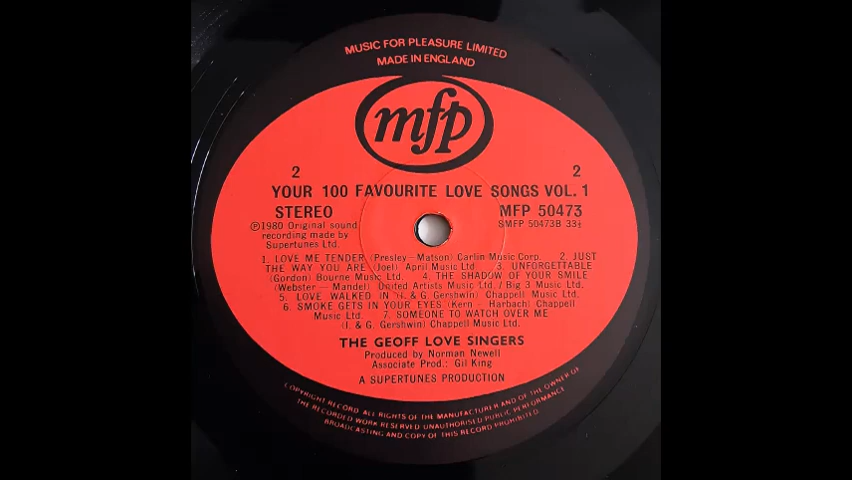 MUSIC FOR PLEASURE LIMITED
MADE IN ENGLAND
mfp
2 2
YOUR 100 FAVOURITE LOVE SONGS VOL. 1
STEREO MFP 50473
℗1980 Original sound SMFP 50473B 33⅓
recording made by
Supertunes Ltd.
1. LOVE ME TENDER (Presley - Matson) Carlin Music Corp. 2. JUST
THE WAY YOU ARE (Joel) April Music Ltd 3. UNFORGETTABLE
(Gordon) Bourne Music Ltd. 4. THE SHADOW OF YOUR SMILE
(Webster — Mandel) United Artists Music Ltd. / Big 3 Music Ltd.
5. LOVE WALKED IN (I. & G. Gershwin) Chappell Music Ltd.
6. SMOKE GETS IN YOUR EYES (Kern - Harbach) Chappell
Music Ltd. 7. SOMEONE TO WATCH OVER ME
(I. & G. Gershwin) Chappell Music Ltd.
THE GEOFF LOVE SINGERS
Produced by Norman Newell
Associate Prod.: Gil King
A SUPERTUNES PRODUCTION
COPYRIGHT RECORD. ALL RIGHTS OF THE MANUFACTURER AND OF THE OWNER OF
THE RECORDED WORK RESERVED UNAUTHORISED PUBLIC PERFORMANCE
BROADCASTING AND COPY OF THIS RECORD PROHIBITED